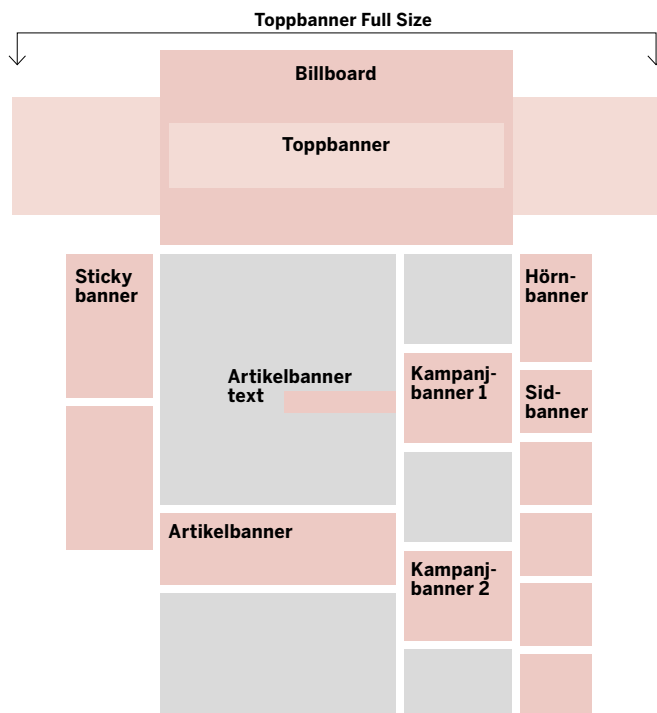 Toppbanner Full Size
Billboard
Toppbanner
Sticky
banner
Hörn-
banner
Artikelbanner
text
Kampanj-
banner 1
Sid-
banner
Artikelbanner
Kampanj-
banner 2